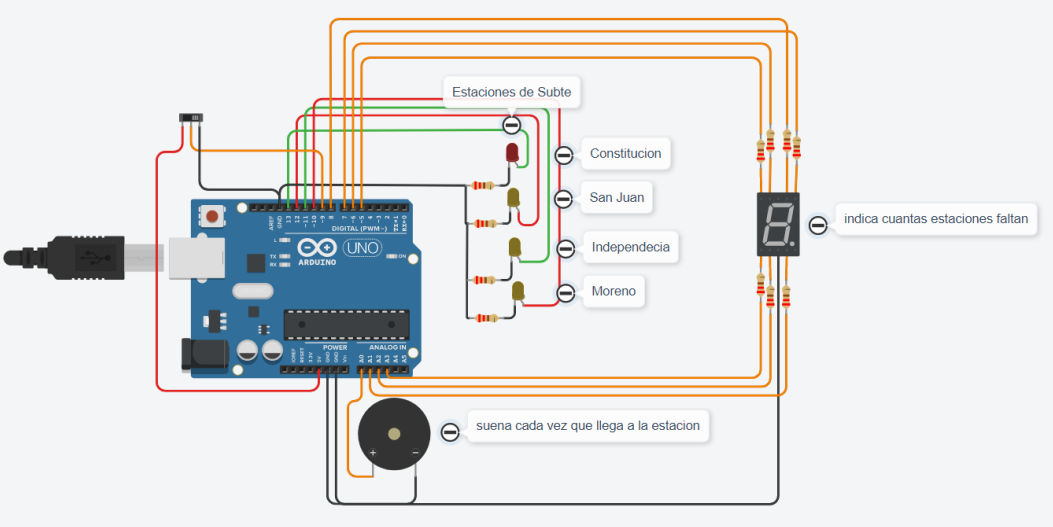 Estaciones de Subte
Constitucion
San Juan
Independecia
Moreno
indica cuantas estaciones faltan
suena cada vez que llega a la estacion
AREF
GND
13
12
~11
~10
~9
8
7
~6
~5
4
~3
2
TX→1
RX←0
DIGITAL (PWM~)
L
TX
RX
UNO
ARDUINO
ON
POWER
ANALOG IN
IOREF
RESET
3.3V
5V
GND
GND
Vin
A0
A1
A2
A3
A4
A5
+
−